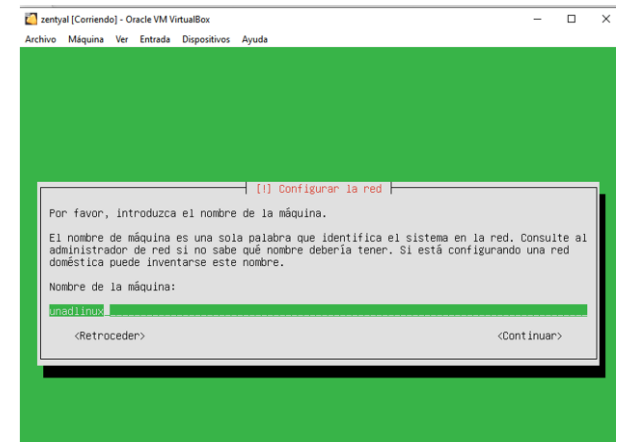 zentyal [Corriendo] - Oracle VM VirtualBox
Archivo Máquina Ver Entrada Dispositivos Ayuda
[!] Configurar la red
Por favor, introduzca el nombre de la máquina.
El nombre de máquina es una sola palabra que identifica el sistema en la red. Consulte al
administrador de red si no sabe qué nombre debería tener. Si está configurando una red
doméstica puede inventarse este nombre.
Nombre de la máquina:
unadlinux
<Retroceder> <Continuar>